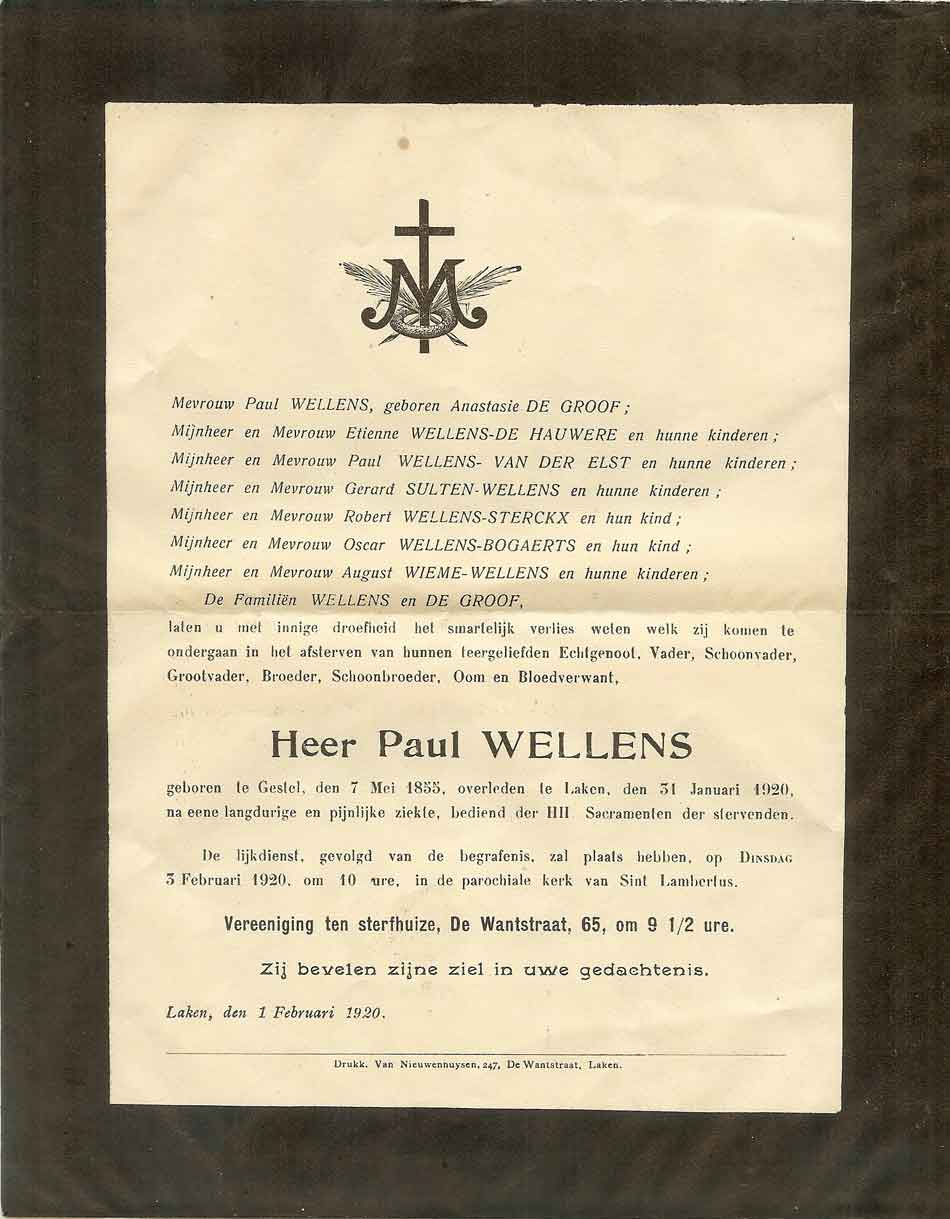 Mevrouw Paul WELLENS, geboren Anastasie DE GROOF ;
Mijnheer en Mevrouw Etienne WELLENS-DE HAUWERE en hunne kinderen ;
Mijnheer en Mevrouw Paul WELLENS- VAN DER ELST en hunne kinderen ;
Mijnheer en Mevrouw Gerard SULTEN-WELLENS en hunne kinderen ;
Mijnheer en Mevrouw Robert WELLENS-STERCKX en hun kind ;
Mijnheer en Mevrouw Oscar WELLENS-BOGAERTS en hun kind ;
Mijnheer en Mevrouw August WIEME-WELLENS en hunne kinderen ;
De Familiën WELLENS en DE GROOF,
laten u met innige droefheid het smartelijk verlies weten welk zij komen te
ondergaan in het afsterven van hunnen teergeliefden Echtgenoot, Vader, Schoonvader,
Grootvader, Broeder, Schoonbroeder, Oom en Bloedverwant,
Heer Paul WELLENS
geboren te Gestel, den 7 Mei 1855, overleden te Laken, den 31 Januari 1920,
na eene langdurige en pijnlijke ziekte, bediend der HH. Sacramenten der stervenden.
De lijkdienst, gevolgd van de begrafenis, zal plaats hebben, op DINSDAG
3 Februari 1920, om 10 ure, in de parochiale kerk van Sint Lambertus.
Vereeniging ten sterfhuize, De Wantstraat, 65, om 9 1/2 ure.
Zij bevelen zijne ziel in uwe gedachtenis.
Laken, den 1 Februari 1920.
Drukk. Van Nieuwennuysen, 247, De Wantstraat, Laken.